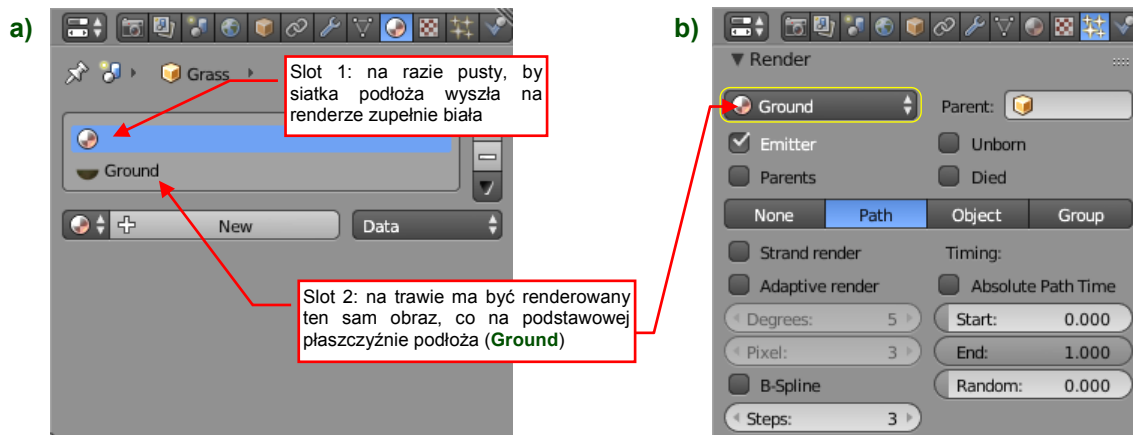 a)
Grass
Slot 1: na razie pusty, by
siatka podłoża wyszła na
renderze zupełnie biała
Ground
New
Data
Slot 2: na trawie ma być renderowany
ten sam obraz, co na podstawowej
płaszczyźnie podłoża (Ground)
b)
Render
Ground
Parent:
Emitter
Unborn
Parents
Died
None
Path
Object
Group
Strand render
Timing:
Adaptive render
Absolute Path Time
Degrees: 5
Start: 0.000
Pixel: 3
End: 1.000
B-Spline
Random: 0.000
Steps: 3